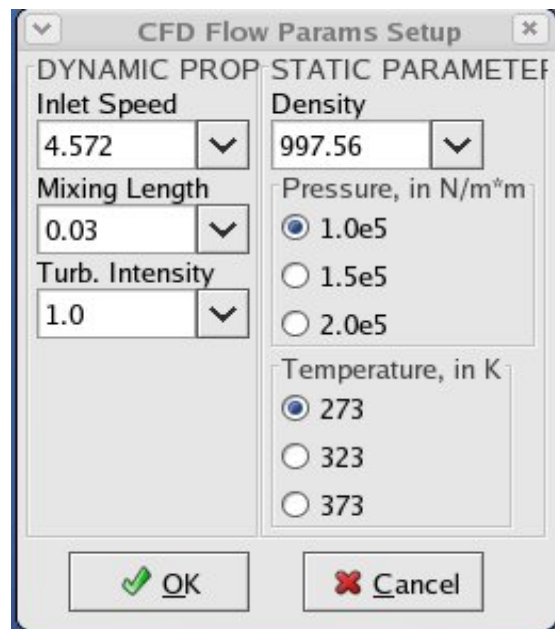 CFD Flow Params Setup
DYNAMIC PROP
Inlet Speed
4.572
Mixing Length
0.03
Turb. Intensity
1.0
STATIC PARAMETER
Density
997.56
Pressure, in N/m*m
1.0e5
1.5e5
2.0e5
Temperature, in K
273
323
373
OK
Cancel